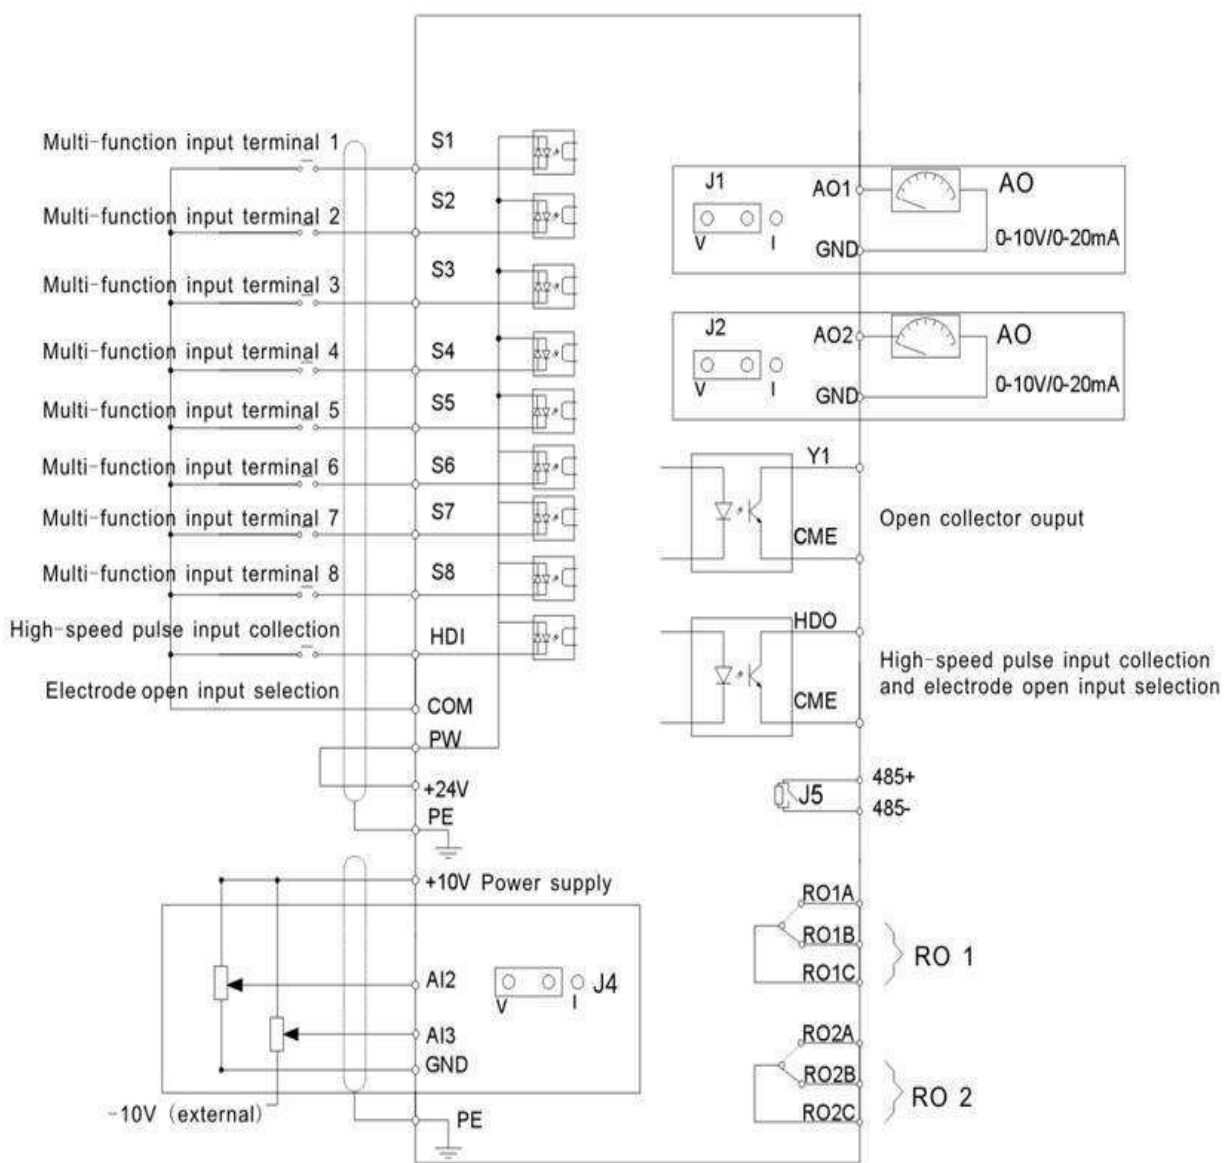 Multi-function input terminal 1
S1
Multi-function input terminal 2
S2
Multi-function input terminal 3
S3
Multi-function input terminal 4
S4
Multi-function input terminal 5
S5
Multi-function input terminal 6
S6
Multi-function input terminal 7
S7
Multi-function input terminal 8
S8
High-speed pulse input collection
HDI
Electrode open input selection
COM
PW
+24V
PE
+10V Power supply
AI2
V
I
J4
AI3
GND
-10V (external)
PE
J1
V
I
AO1
AO
GND
0-10V/0-20mA
J2
V
I
AO2
AO
GND
0-10V/0-20mA
Y1
CME
Open collector ouput
HDO
CME
High-speed pulse input collection
and electrode open input selection
485+
J5
485-
RO1A
RO1B
RO1C
RO 1
RO2A
RO2B
RO2C
RO 2